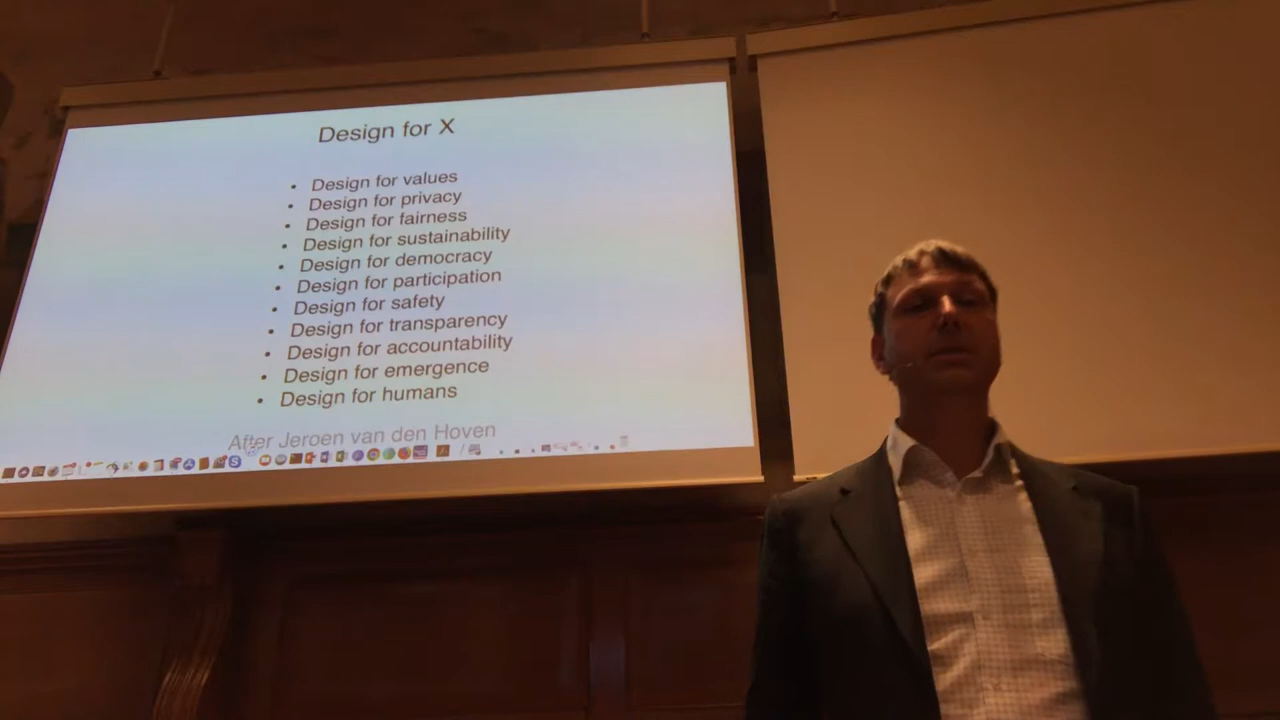 Design for X
• Design for values
• Design for privacy
• Design for fairness
• Design for sustainability
• Design for democracy
• Design for participation
• Design for safety
• Design for transparency
• Design for accountability
• Design for emergence
• Design for humans
After Jeroen van den Hoven